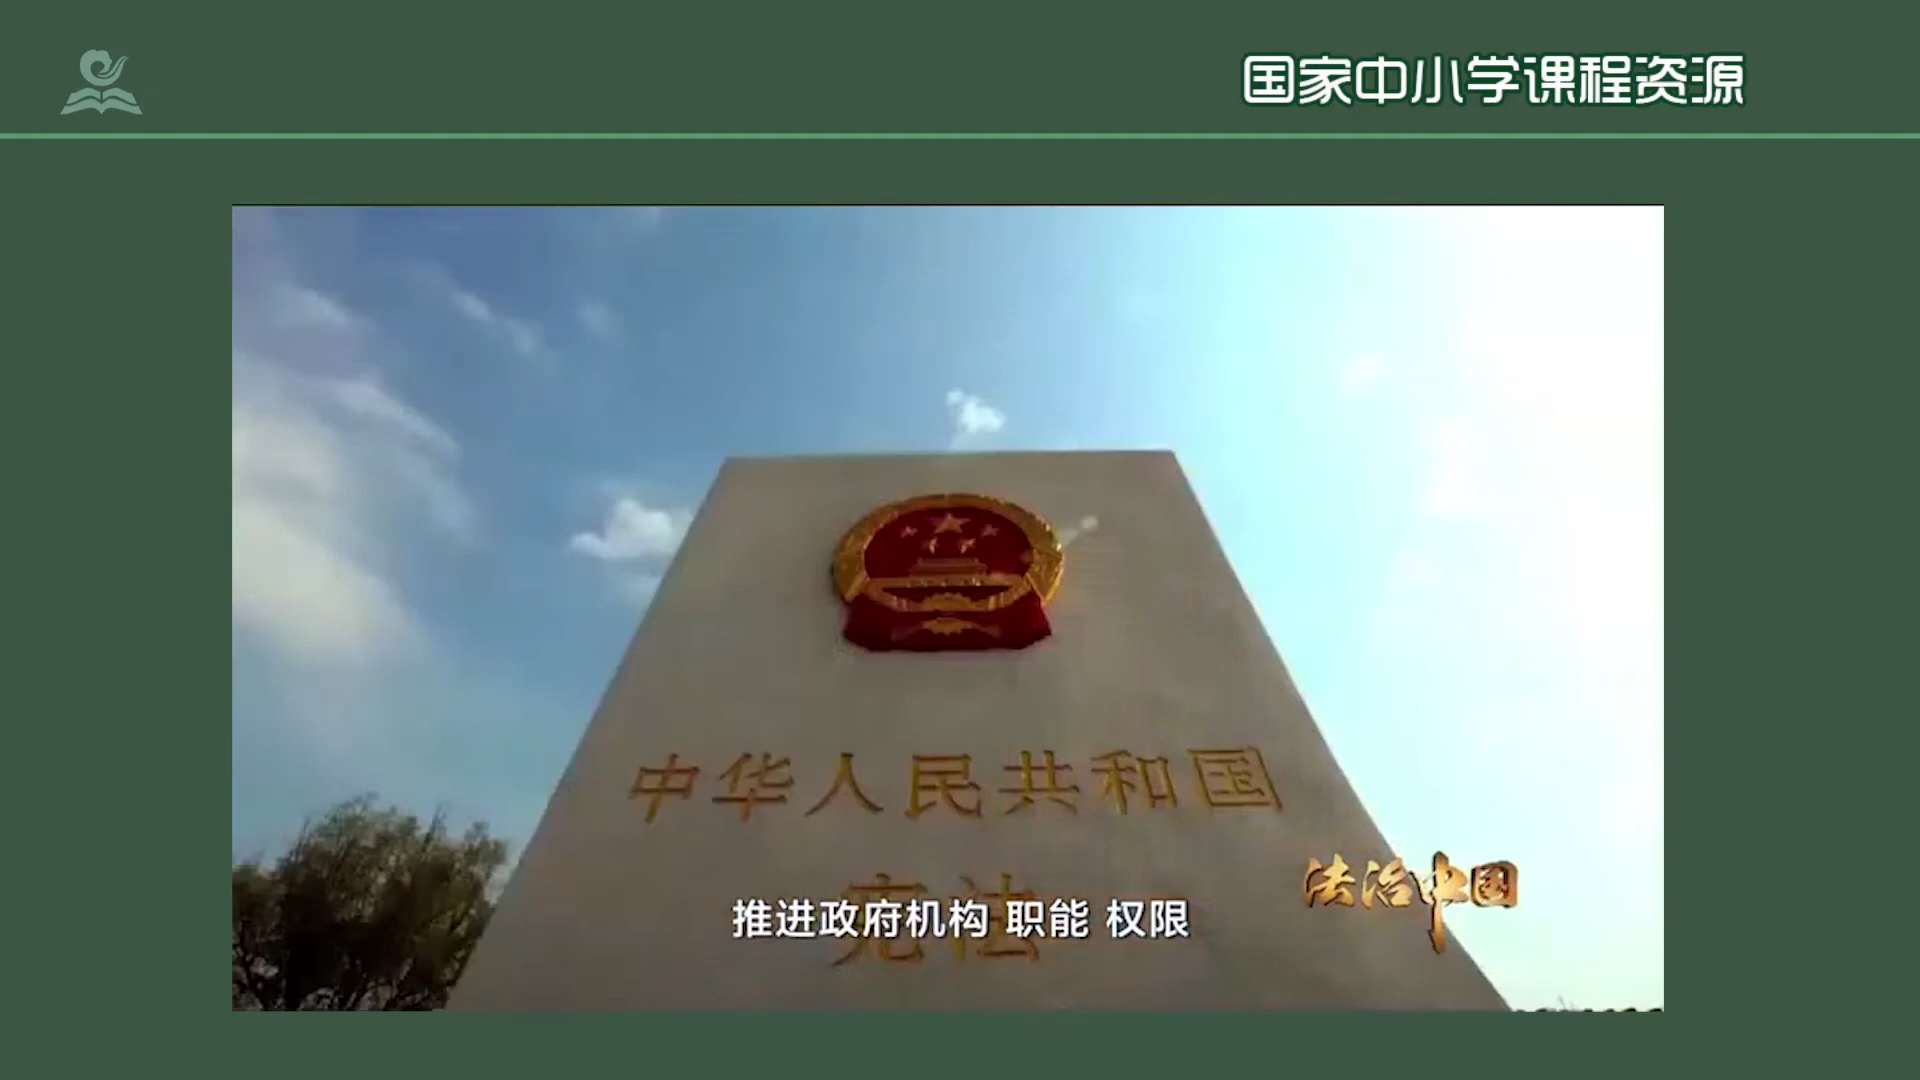 国家中小学课程资源
中华人民共和国
宪法
法治中国
推进政府机构 职能 权限